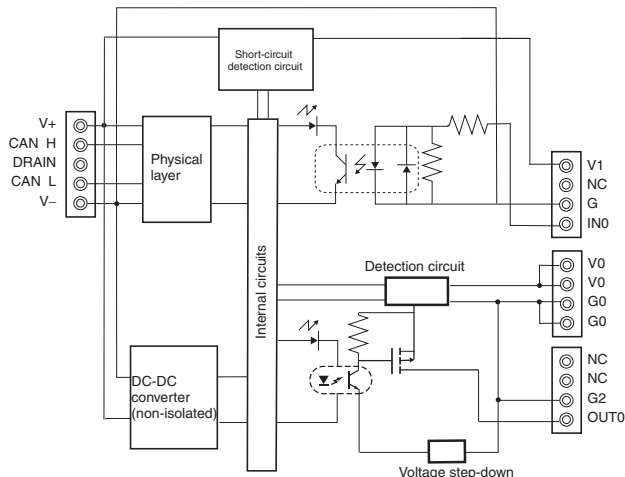 Short-circuit
detection circuit
V+
CAN H
DRAIN
CAN L
V−
Physical
layer
Internal circuits
V1
NC
G
IN0
Detection circuit
V0
V0
G0
G0
DC-DC
converter
(non-isolated)
NC
NC
G2
OUT0
Voltage step-down